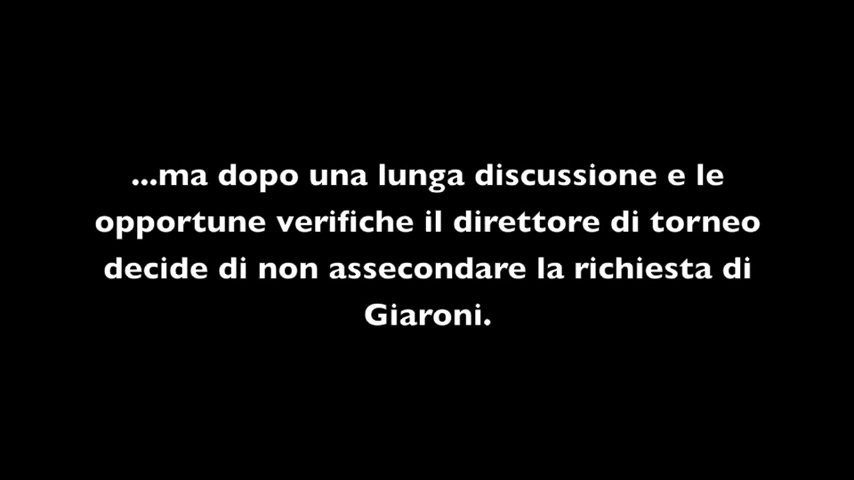 ...ma dopo una lunga discussione e le
opportune verifiche il direttore di torneo
decide di non assecondare la richiesta di
Giaroni.